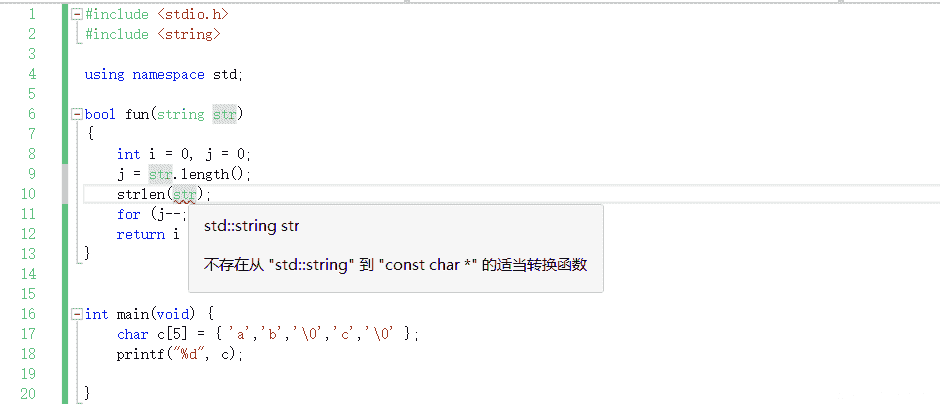 1 #include <stdio.h>
2 #include <string>
3
4 using namespace std;
5
6 bool fun(string str)
7 {
8 int i = 0, j = 0;
9 j = str.length();
10 strlen(str);
11 for (j--;
12 return i
13 }
14
15
16 int main(void) {
17 char c[5] = { 'a','b','\0','c','\0' };
18 printf("%d", c);
19
20 }
std::string str
不存在从 "std::string" 到 "const char *" 的适当转换函数